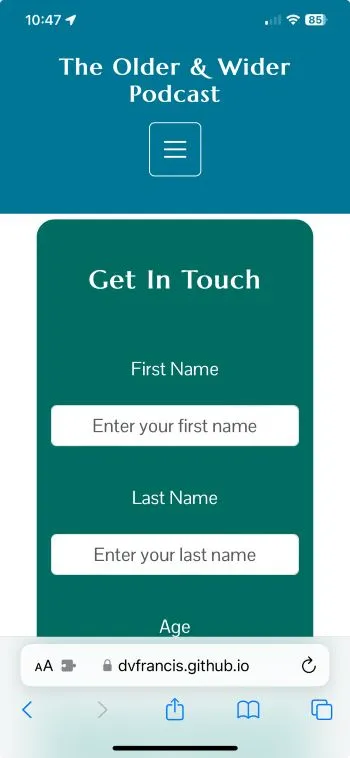 10:47
85
The Older & Wider
Podcast
Get In Touch
First Name
Enter your first name
Last Name
Enter your last name
Age
AA
dvfrancis.github.io